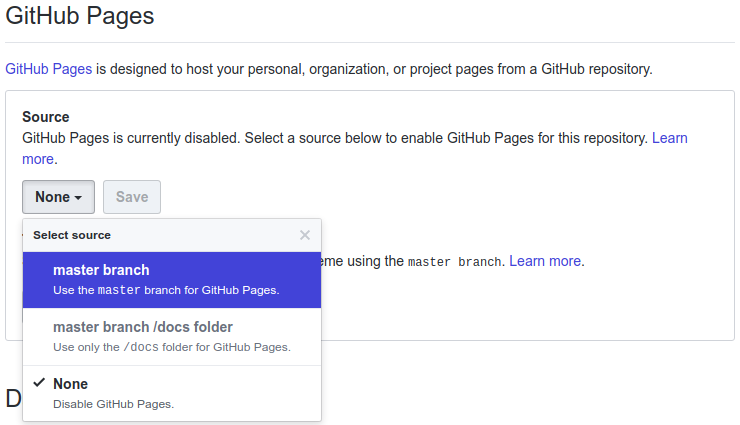 GitHub Pages
GitHub Pages is designed to host your personal, organization, or project pages from a GitHub repository.
Source
GitHub Pages is currently disabled. Select a source below to enable GitHub Pages for this repository. Learn
more.
None
Save
Select source
master branch
Use the master branch for GitHub Pages.
using the master branch. Learn more.
master branch /docs folder
Use only the /docs folder for GitHub Pages.
None
Disable GitHub Pages.
D